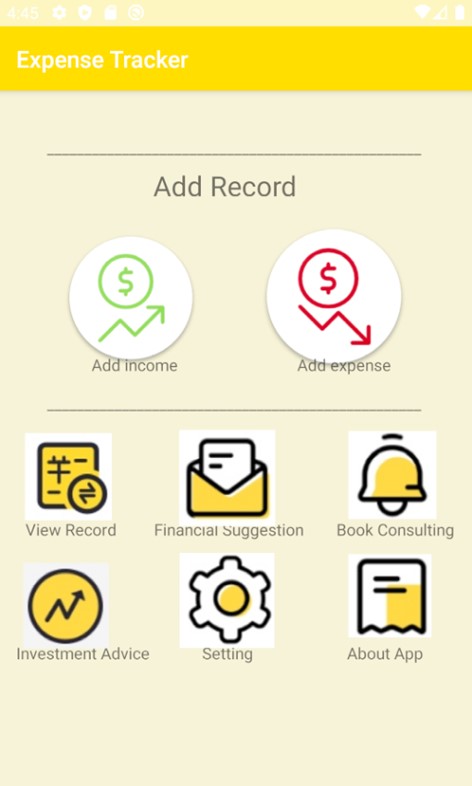 4:45
Expense Tracker
Add Record
$
$
Add income
Add expense
View Record
Financial Suggestion
Book Consulting
Investment Advice
Setting
About App